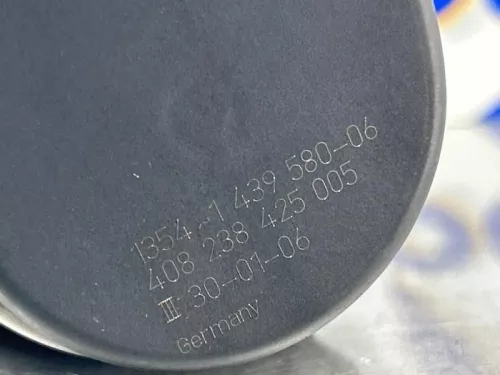 1354-1 439 580-06
408 238 425 005
III 30-01-06
Germany